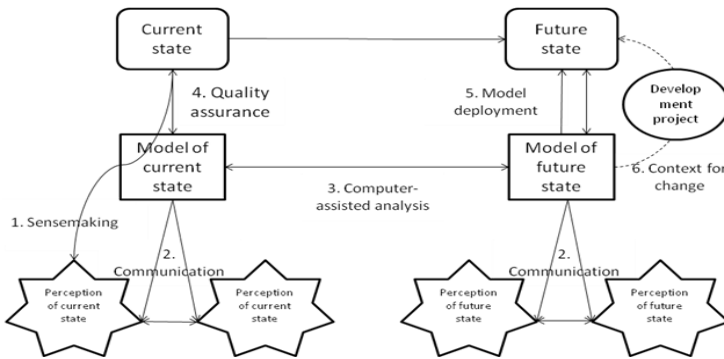 Current
state
Future
state
4. Quality
assurance
5. Model
deployment
Develop
ment
project
Model of
current
state
Model of
future
state
3. Computer-
assisted analysis
6. Context for
change
1. Sensemaking
2.
Communication
2.
Communication
Perception
of current
state
Perception
of current
state
Perception
of future
state
Perception
of future
state